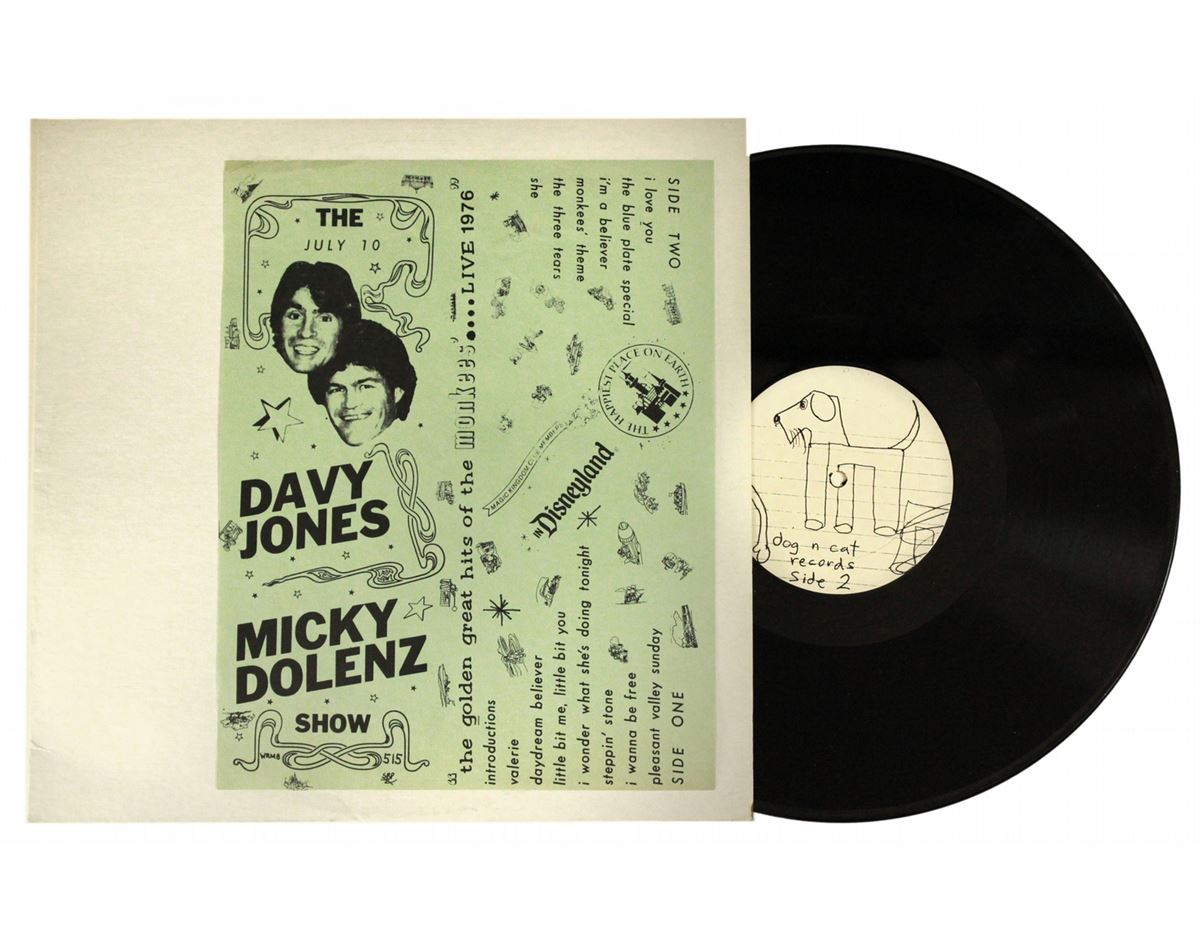 THE
JULY 10
DAVY
JONES
MICKY
DOLENZ
SHOW
WRMB
515
"the golden great hits of the monkees'....LIVE 1976"
introductions
valerie
daydream believer
little bit me, little bit you
i wonder what she's doing tonight
steppin' stone
i wanna be free
pleasant valley sunday
SIDE ONE
MAGIC KINGDOM CLUB MEMBERS
IN Disneyland
THE HAPPIEST PLACE ON EARTH
SIDE TWO
i love you
the blue plate special
i'm a believer
monkees' theme
the three tears
she
dog n cat
records
Side 2